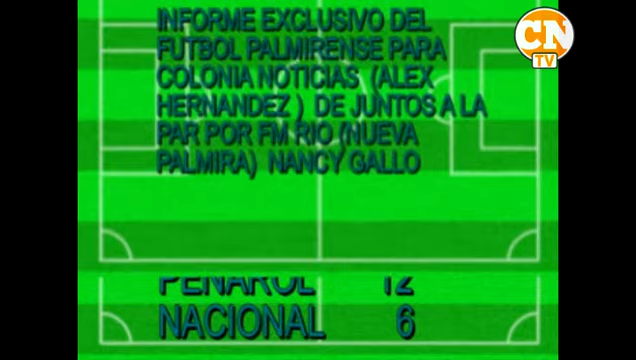 INFORME EXCLUSIVO DEL
FUTBOL PALMIRENSE PARA
COLONIA NOTICIAS (ALEX
HERNANDEZ ) DE JUNTOS A LA
PAR POR FM RIO (NUEVA
PALMIRA) NANCY GALLO
PENAROL 12
NACIONAL 6
CN
TV